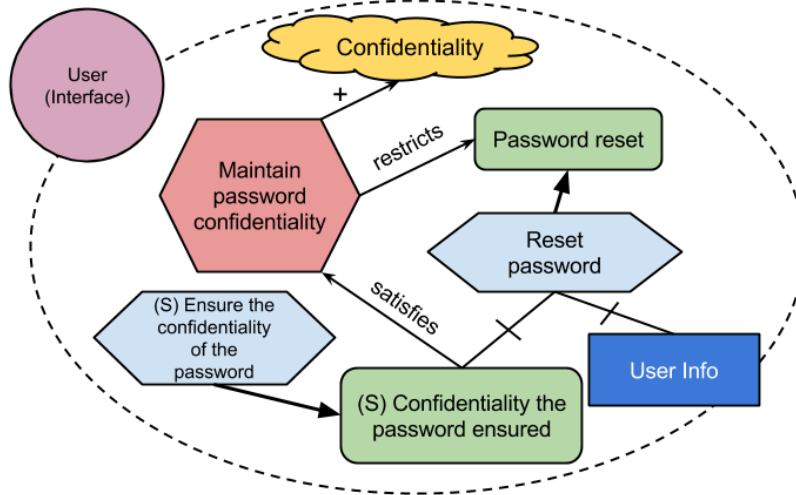 User
(Interface)
Confidentiality
+
restricts
Password reset
Maintain
password
confidentiality
Reset
password
satisfies
(S) Ensure the
confidentiality
of the
password
User Info
(S) Confidentiality the
password ensured